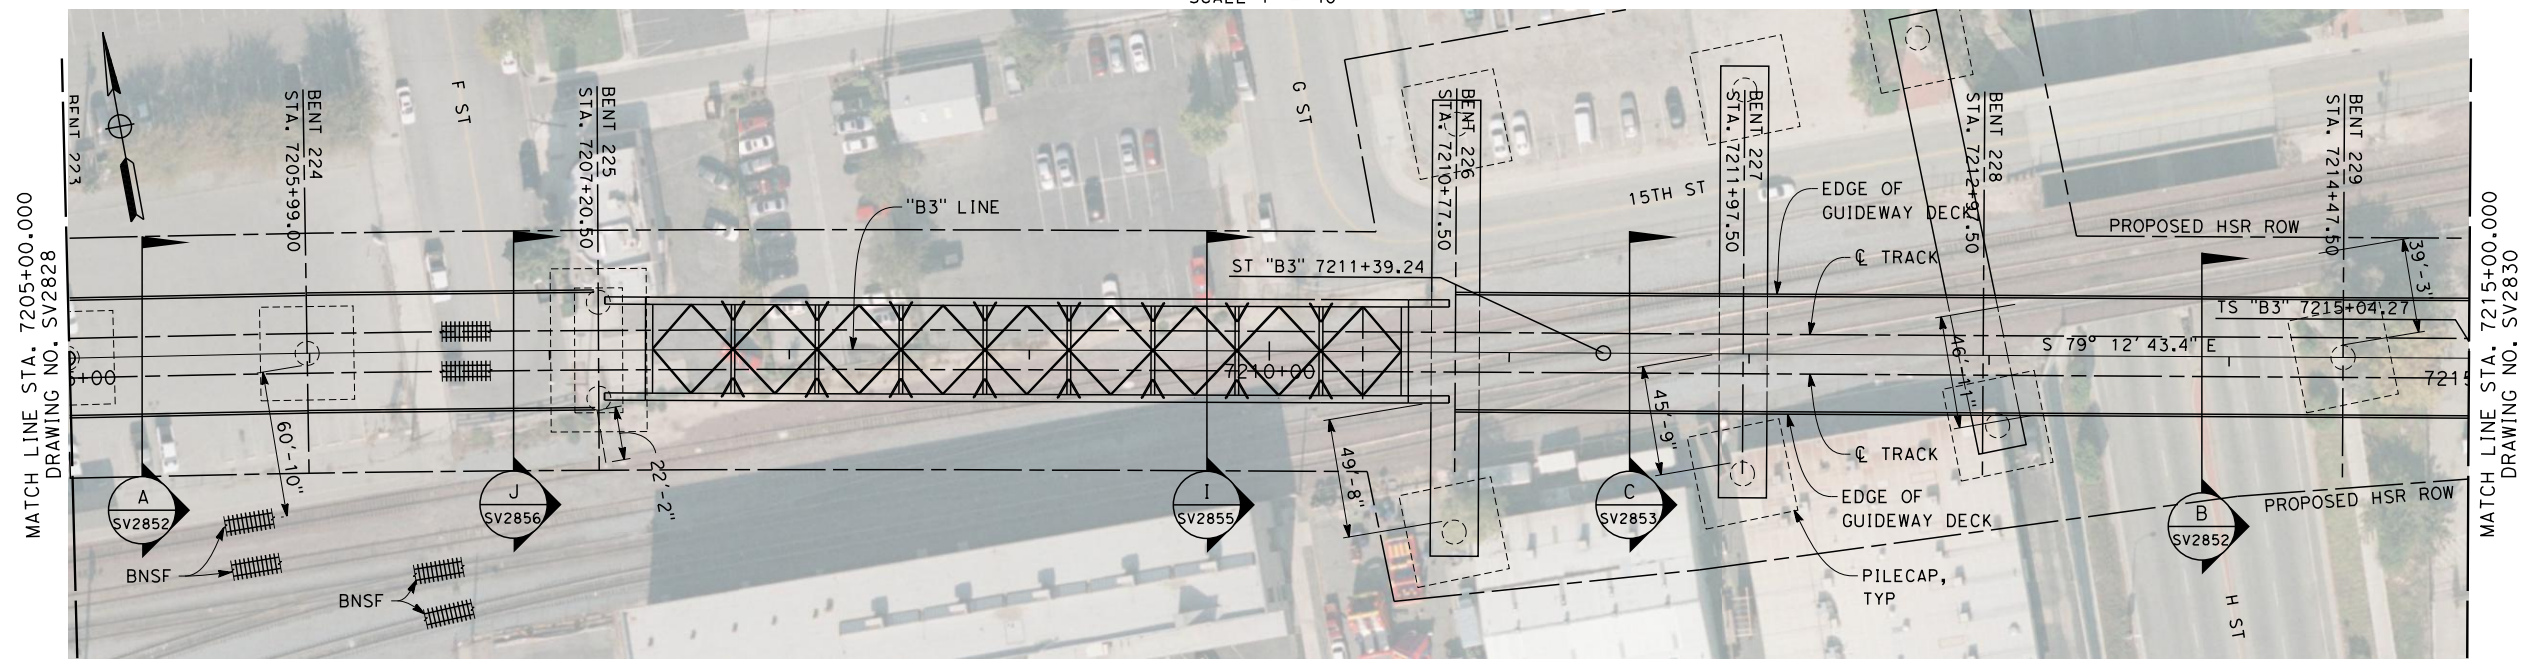 MATCH LINE STA. 7205+00.000
DRAWING NO. SV2828
BENT 223
BENT 224
STA. 7205+99.00
F ST
BENT 225
STA. 7207+20.50
"B3" LINE
G ST
ST "B3" 7211+39.24
BENT 226
STA. 7210+77.50
15TH ST
BENT 227
STA. 7211+97.50
EDGE OF
GUIDEWAY DECK
BENT 228
STA. 7212+97.50
℄ TRACK
PROPOSED HSR ROW
BENT 229
STA. 7214+47.50
39'-3"
TS "B3" 7215+04.27
S 79° 12' 43.4" E
7210+00
5+00
7215
60'-10"
22'-2"
49'-8"
45'-9"
46'-11"
℄ TRACK
EDGE OF
GUIDEWAY DECK
PROPOSED HSR ROW
A
SV2852
J
SV2856
I
SV2855
C
SV2853
B
SV2852
BNSF
BNSF
PILECAP,
TYP
H ST
MATCH LINE STA. 7215+00.000
DRAWING NO. SV2830